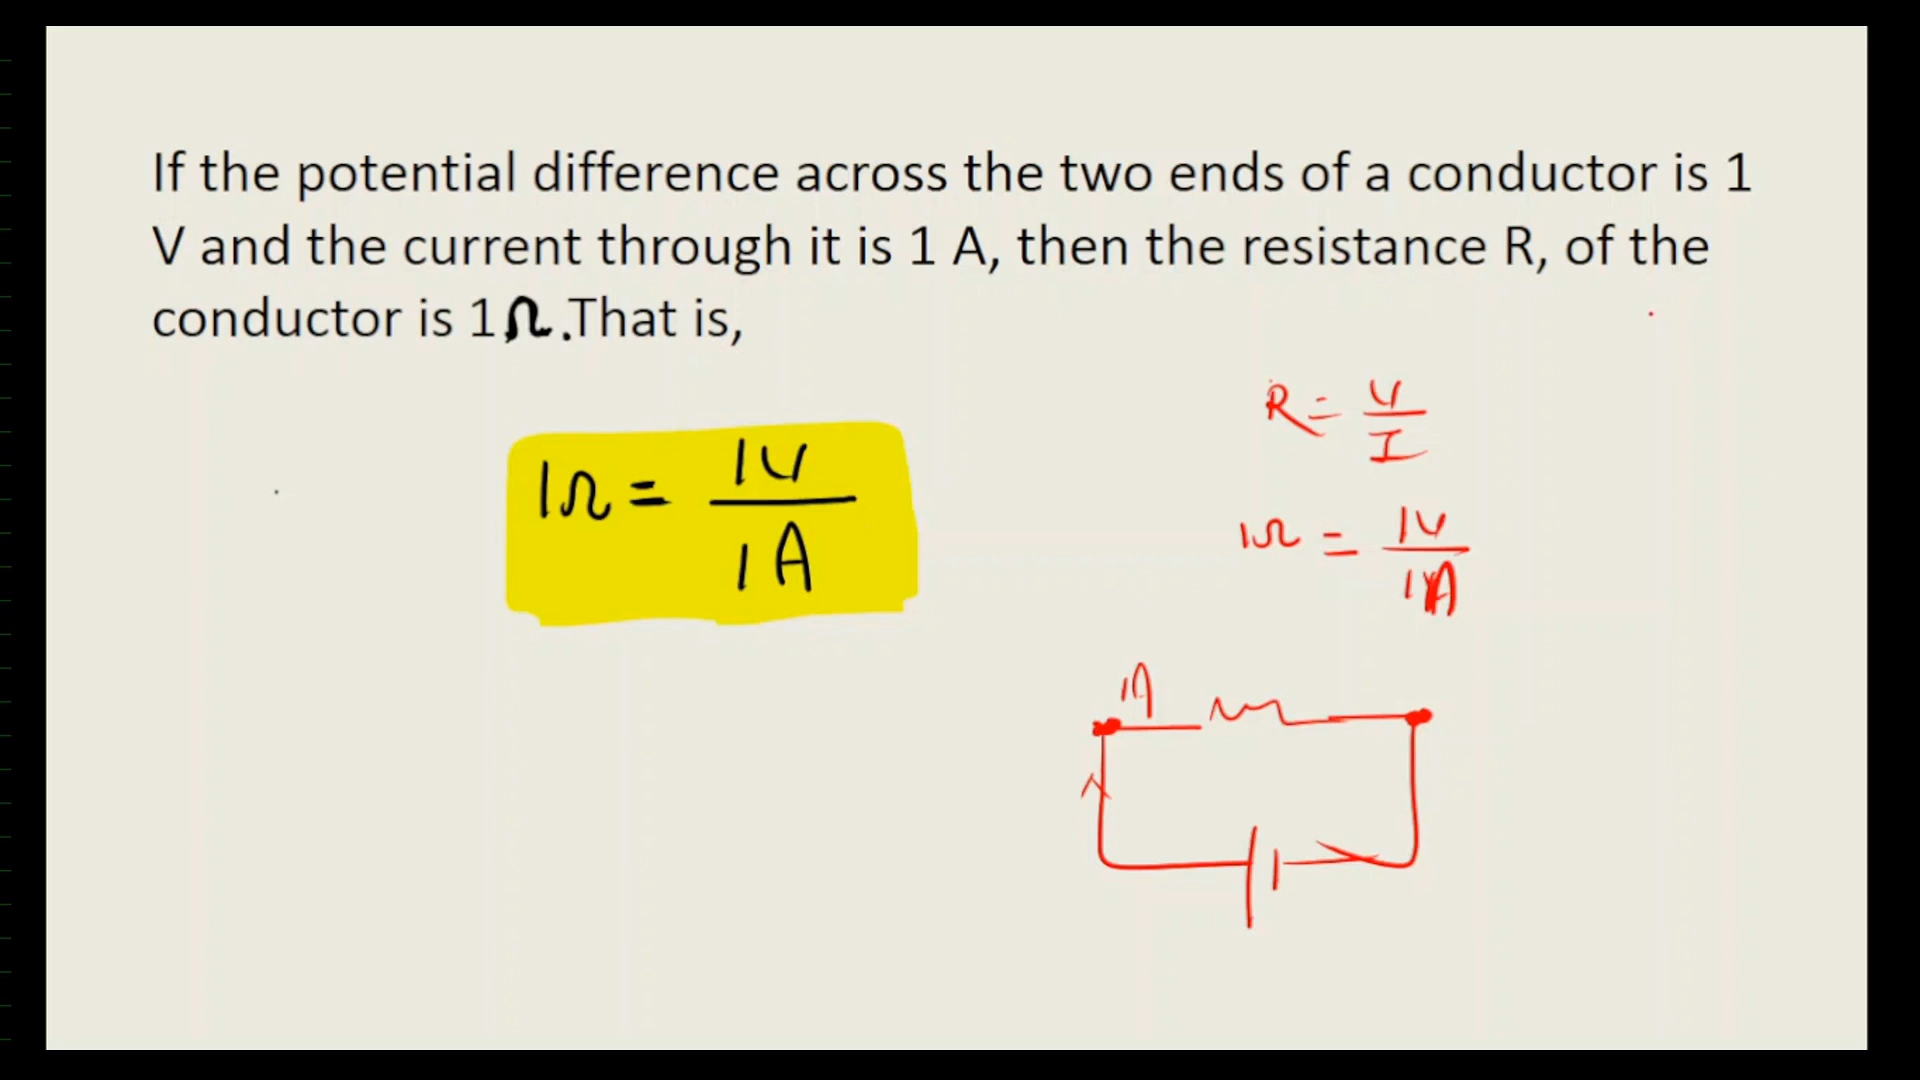 If the potential difference across the two ends of a conductor is 1
V and the current through it is 1 A, then the resistance R, of the
conductor is 1Ω.That is,
R = V/I
1Ω = 1V/1A
1Ω = 1V/1A
1A